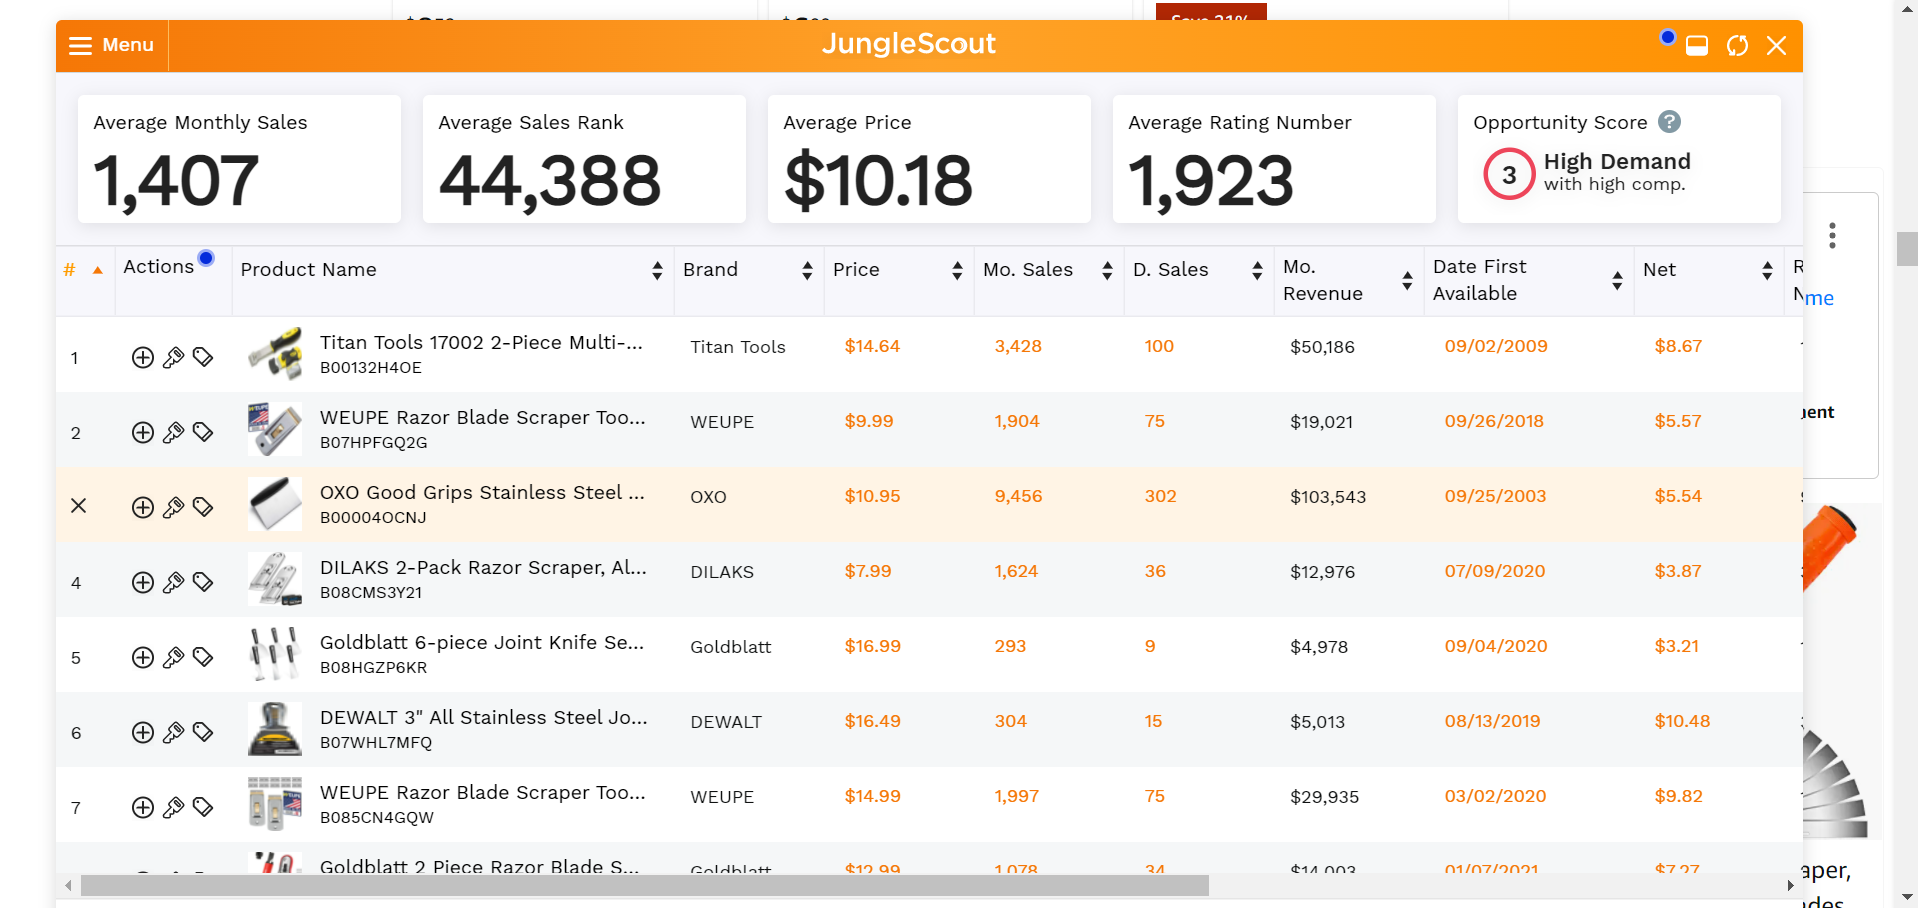 Menu
JungleScout
Average Monthly Sales
1,407
Average Sales Rank
44,388
Average Price
$10.18
Average Rating Number
1,923
Opportunity Score ?
3
High Demand
with high comp.
# Actions Product Name Brand Price Mo. Sales D. Sales Mo. Revenue Date First Available Net
1 Titan Tools 17002 2-Piece Multi-... Titan Tools $14.64 3,428 100 $50,186 09/02/2009 $8.67
B00132H4OE
2 WEUPE Razor Blade Scraper Too... WEUPE $9.99 1,904 75 $19,021 09/26/2018 $5.57
B07HPFGQ2G
OXO Good Grips Stainless Steel ... OXO $10.95 9,456 302 $103,543 09/25/2003 $5.54
B00004OCNJ
4 DILAKS 2-Pack Razor Scraper, Al... DILAKS $7.99 1,624 36 $12,976 07/09/2020 $3.87
B08CMS3Y21
5 Goldblatt 6-piece Joint Knife Se... Goldblatt $16.99 293 9 $4,978 09/04/2020 $3.21
B08HGZP6KR
6 DEWALT 3" All Stainless Steel Jo... DEWALT $16.49 304 15 $5,013 08/13/2019 $10.48
B07WHL7MFQ
7 WEUPE Razor Blade Scraper Too... WEUPE $14.99 1,997 75 $29,935 03/02/2020 $9.82
B085CN4GQW
Goldblatt 2 Piece Razor Blade S... Goldblatt $12.99 1,078 34 $14,003 01/07/2021 $7.27